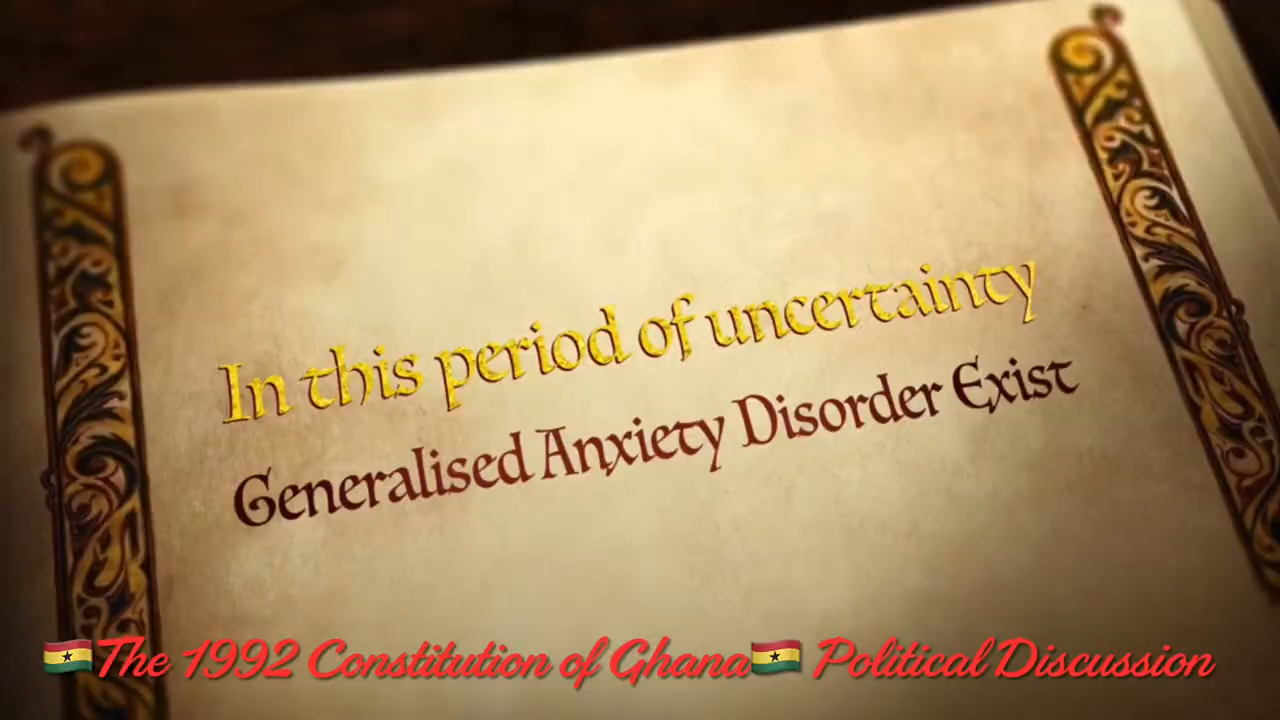 In this period of uncertainty
Generalised Anxiety Disorder Exist
🇬🇭The 1992 Constitution of Ghana🇬🇭 Political Discussion